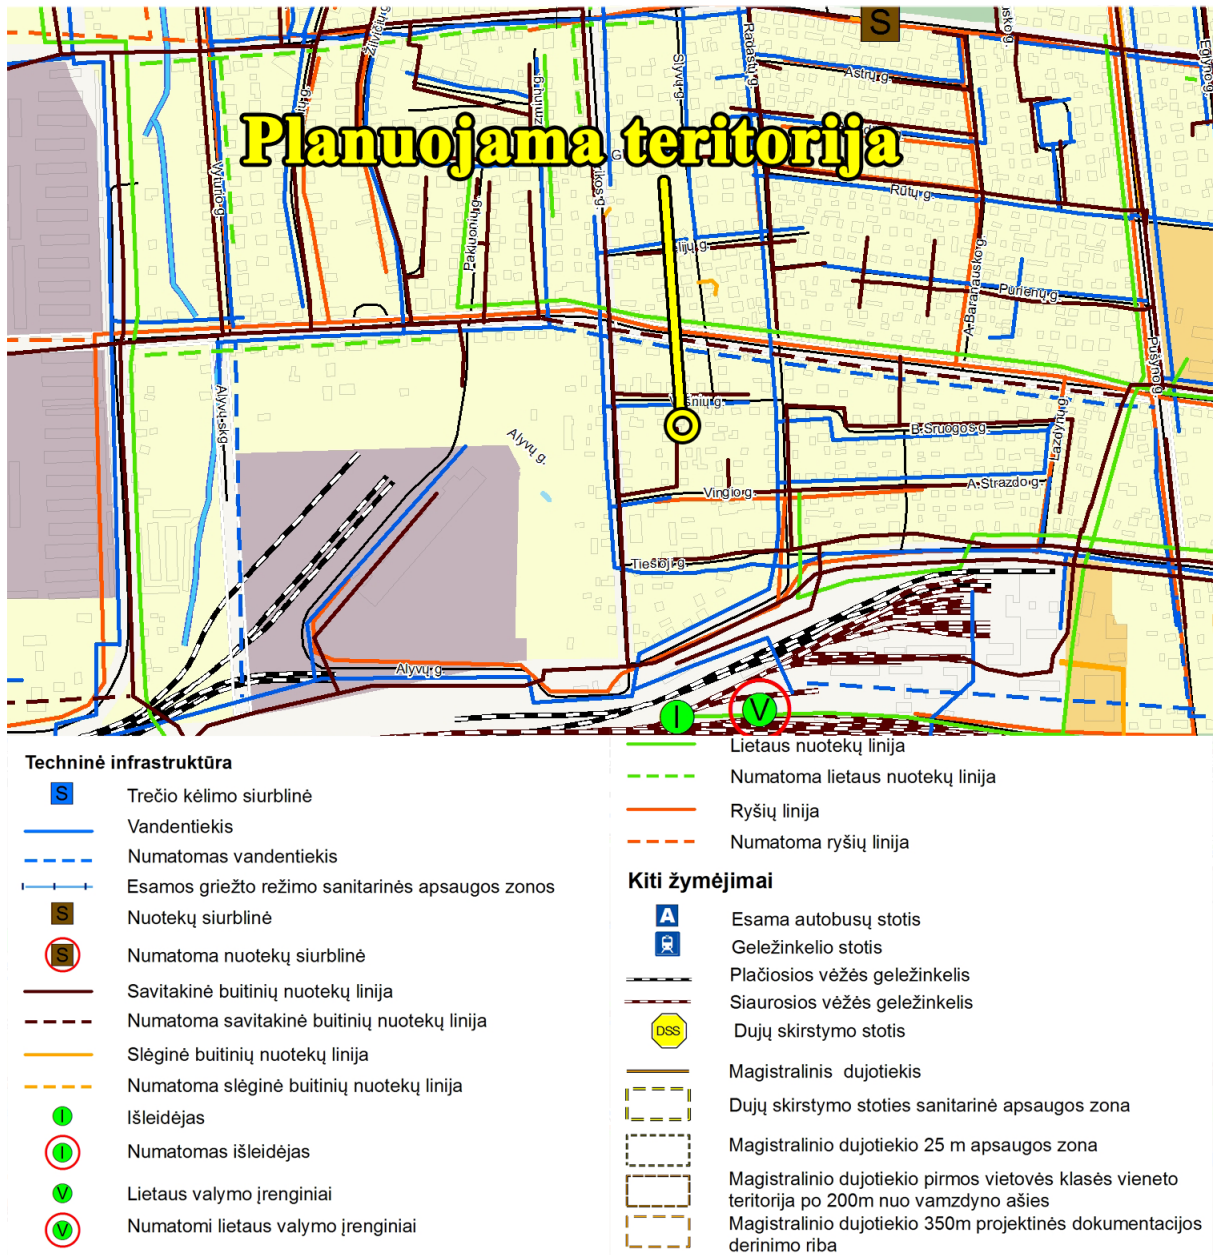 S
Žilvičių g.
Slyvų g.
Radastų g.
Eglyno g.
Astrų g.
Planuojama teritorija
Vyturio g.
Pakluonių g.
Rūtų g.
lijų g.
Purienų g.
A.Baranausko g.
Pušyno g.
Alyvų skg.
šnių g.
B.Sruogos g.
Lazdynų g.
Alyvų g.
Vingio g.
A.Strazdo g.
Tiesioji g.
Alyvų g.
I
V
Techninė infrastruktūra
S Trečio kėlimo siurblinė
Vandentiekis
Numatomas vandentiekis
Esamos griežto režimo sanitarinės apsaugos zonos
S Nuotekų siurblinė
S Numatoma nuotekų siurblinė
Savitakinė buitinių nuotekų linija
Numatoma savitakinė buitinių nuotekų linija
Slėginė buitinių nuotekų linija
Numatoma slėginė buitinių nuotekų linija
I Išleidėjas
I Numatomas išleidėjas
V Lietaus valymo įrenginiai
V Numatomi lietaus valymo įrenginiai
Lietaus nuotekų linija
Numatoma lietaus nuotekų linija
Ryšių linija
Numatoma ryšių linija
Kiti žymėjimai
A Esama autobusų stotis
Geležinkelio stotis
Plačiosios vėžės geležinkelis
Siaurosios vėžės geležinkelis
DSS Dujų skirstymo stotis
Magistralinis dujotiekis
Dujų skirstymo stoties sanitarinė apsaugos zona
Magistralinio dujotiekio 25 m apsaugos zona
Magistralinio dujotiekio pirmos vietovės klasės vieneto
teritorija po 200m nuo vamzdyno ašies
Magistralinio dujotiekio 350m projektinės dokumentacijos
derinimo riba